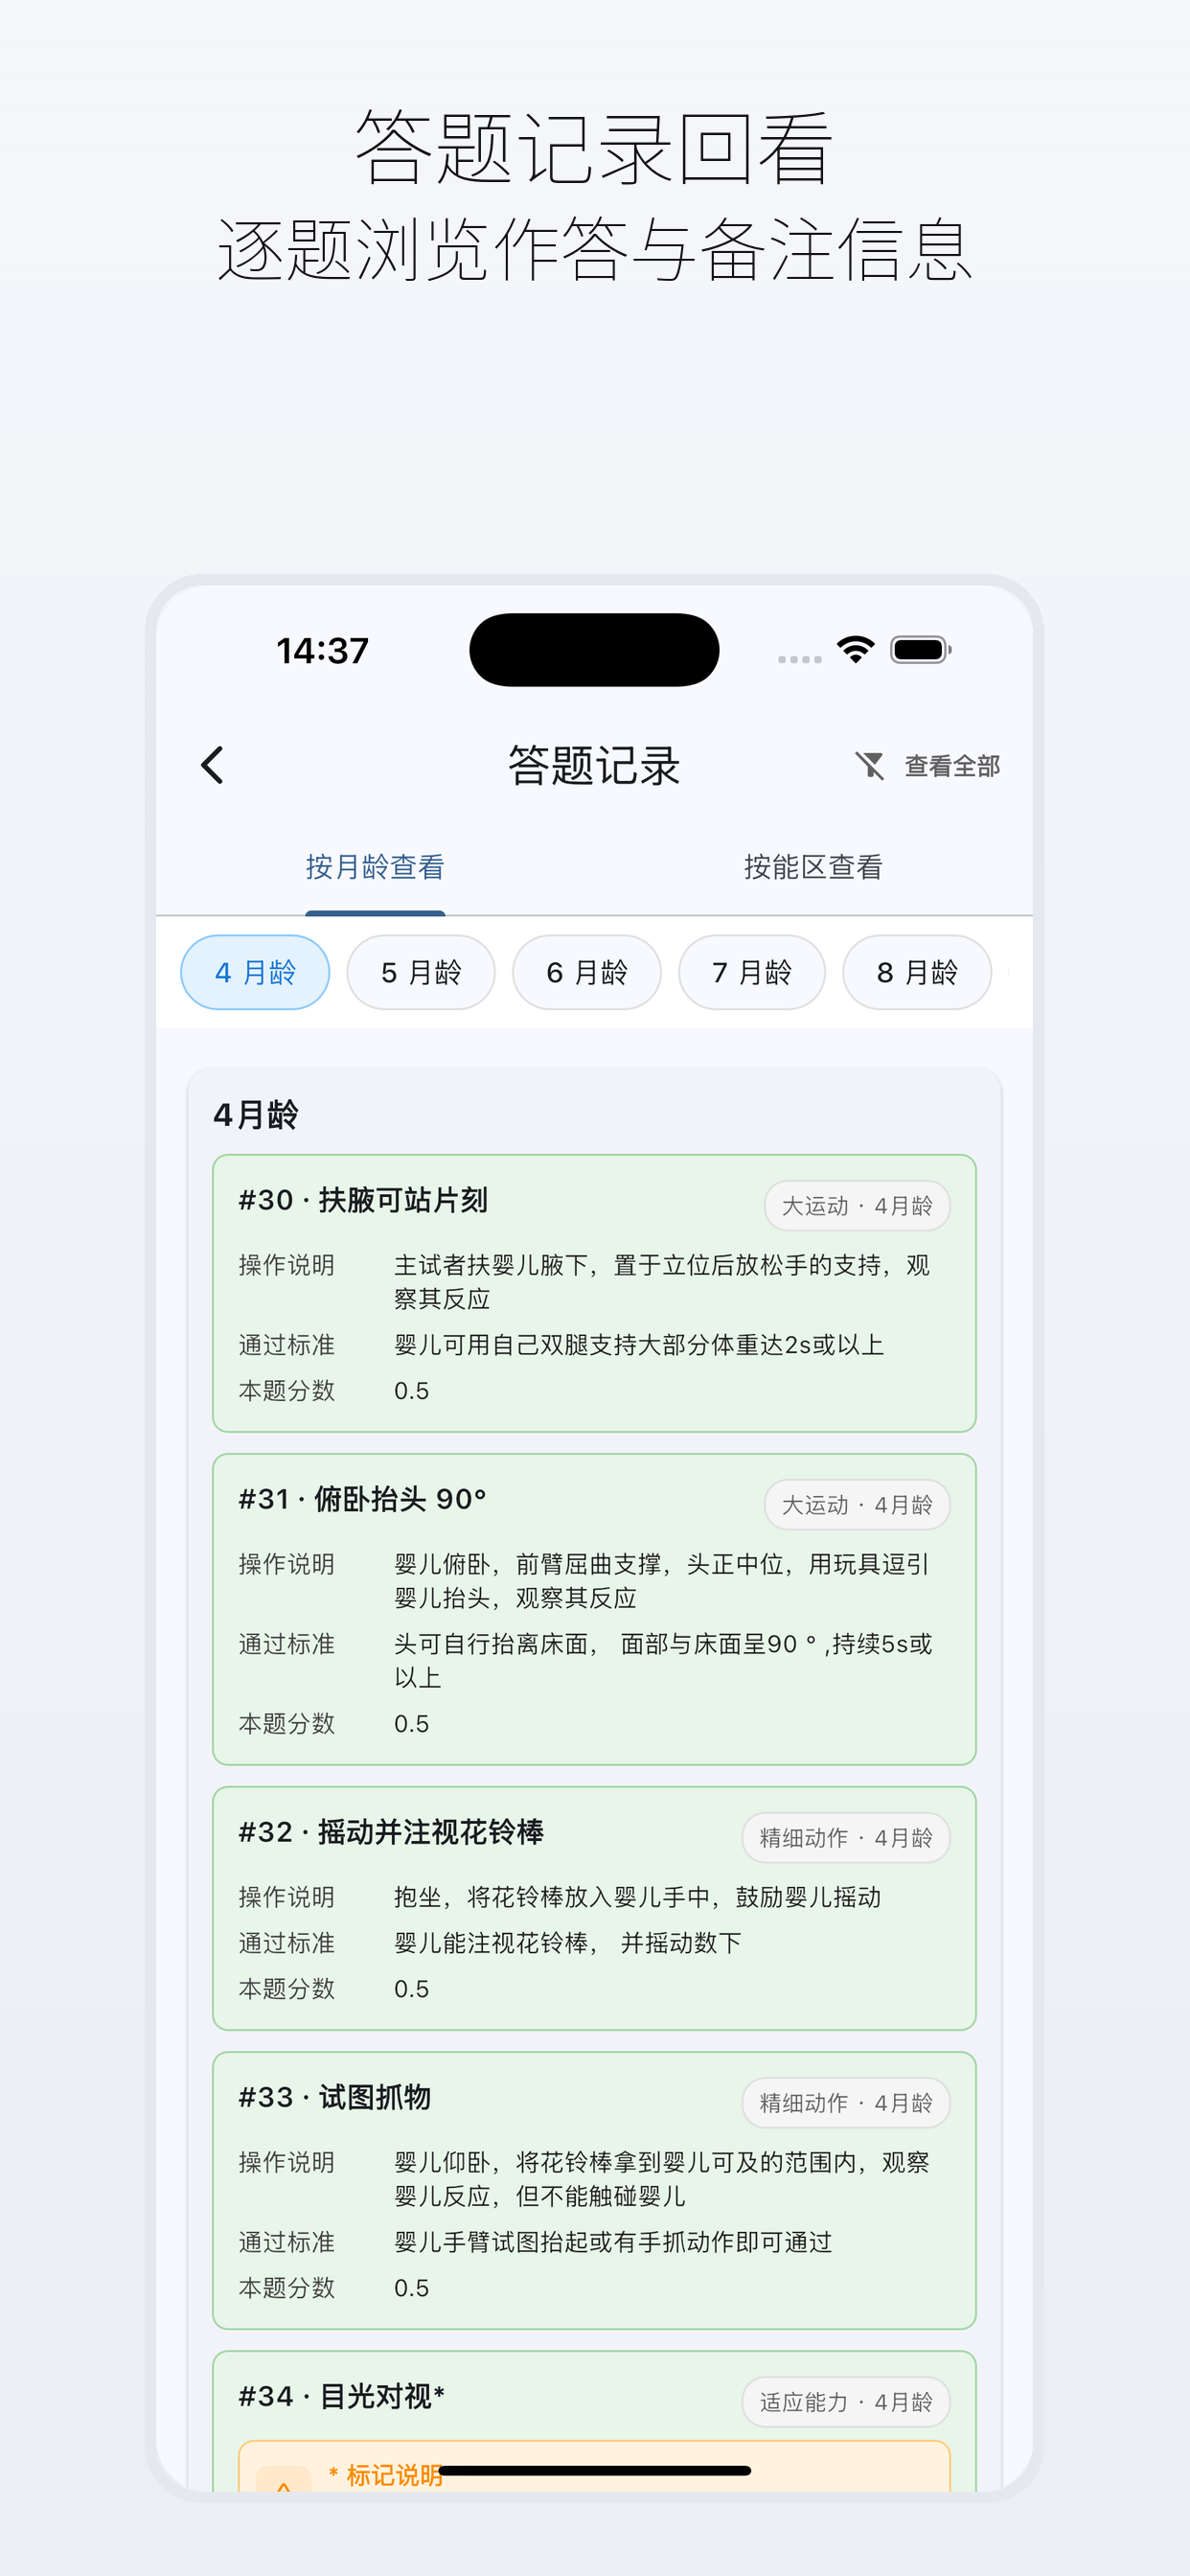 答题记录回看
逐题浏览作答与备注信息
14:37
答题记录
查看全部
按月龄查看
按能区查看
4 月龄
5 月龄
6 月龄
7 月龄
8 月龄
4月龄
#30 · 扶腋可站片刻
大运动 · 4月龄
操作说明
主试者扶婴儿腋下，置于立位后放松手的支持，观
察其反应
通过标准
婴儿可用自己双腿支持大部分体重达2s或以上
本题分数
0.5
#31 · 俯卧抬头 90°
大运动 · 4月龄
操作说明
婴儿俯卧，前臂屈曲支撑，头正中位，用玩具逗引
婴儿抬头，观察其反应
通过标准
头可自行抬离床面， 面部与床面呈90 ° ,持续5s或
以上
本题分数
0.5
#32 · 摇动并注视花铃棒
精细动作 · 4月龄
操作说明
抱坐，将花铃棒放入婴儿手中，鼓励婴儿摇动
通过标准
婴儿能注视花铃棒， 并摇动数下
本题分数
0.5
#33 · 试图抓物
精细动作 · 4月龄
操作说明
婴儿仰卧，将花铃棒拿到婴儿可及的范围内，观察
婴儿反应，但不能触碰婴儿
通过标准
婴儿手臂试图抬起或有手抓动作即可通过
本题分数
0.5
#34 · 目光对视*
适应能力 · 4月龄
* 标记说明